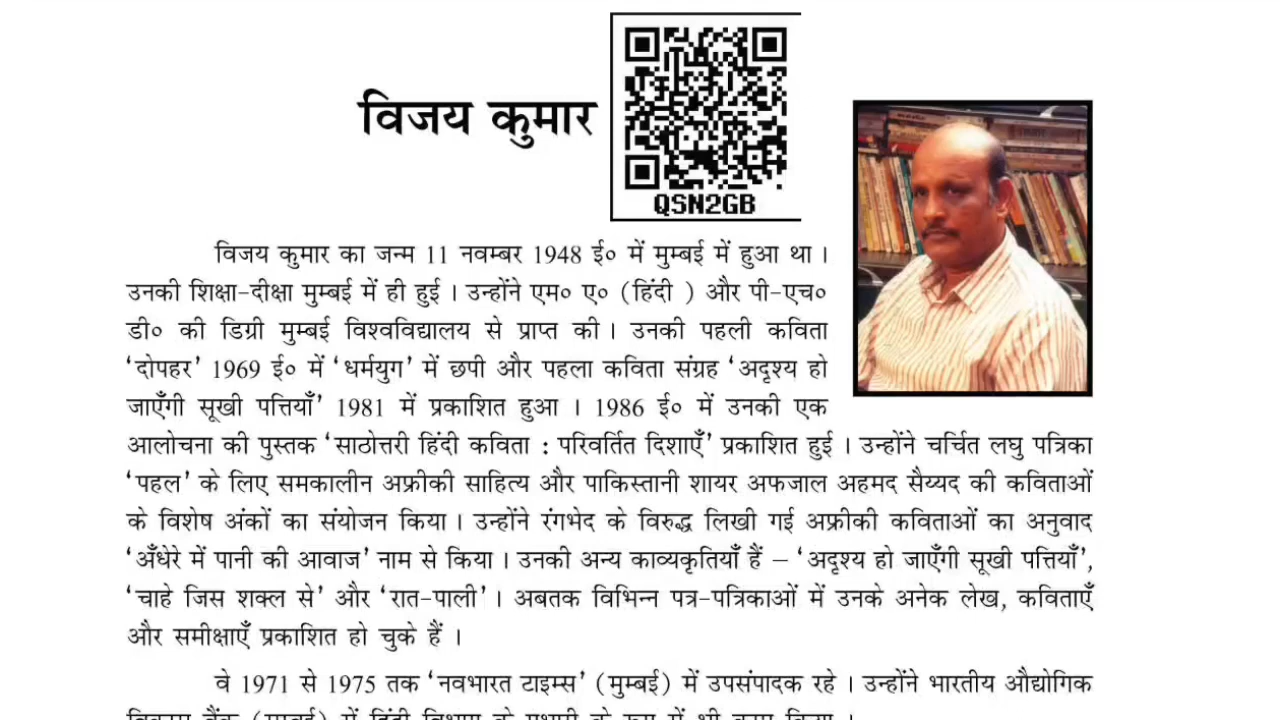 विजय कुमार
QSN2GB
विजय कुमार का जन्म 11 नवम्बर 1948 ई० में मुम्बई में हुआ था ।
उनकी शिक्षा-दीक्षा मुम्बई में ही हुई । उन्होंने एम० ए० (हिंदी ) और पी-एच०
डी० की डिग्री मुम्बई विश्वविद्यालय से प्राप्त की । उनकी पहली कविता
‘दोपहर’ 1969 ई० में ‘धर्मयुग’ में छपी और पहला कविता संग्रह ‘अदृश्य हो
जाएँगी सूखी पत्तियाँ’ 1981 में प्रकाशित हुआ । 1986 ई० में उनकी एक
आलोचना की पुस्तक ‘साठोत्तरी हिंदी कविता : परिवर्तित दिशाएँ’ प्रकाशित हुई । उन्होंने चर्चित लघु पत्रिका
‘पहल’ के लिए समकालीन अफ्रीकी साहित्य और पाकिस्तानी शायर अफजाल अहमद सैय्यद की कविताओं
के विशेष अंकों का संयोजन किया । उन्होंने रंगभेद के विरुद्ध लिखी गई अफ्रीकी कविताओं का अनुवाद
‘अँधेरे में पानी की आवाज’ नाम से किया । उनकी अन्य काव्यकृतियाँ हैं – ‘अदृश्य हो जाएँगी सूखी पत्तियाँ’,
‘चाहे जिस शक्ल से’ और ‘रात-पाली’ । अबतक विभिन्न पत्र-पत्रिकाओं में उनके अनेक लेख, कविताएँ
और समीक्षाएँ प्रकाशित हो चुके हैं ।
वे 1971 से 1975 तक ‘नवभारत टाइम्स’ (मुम्बई) में उपसंपादक रहे । उन्होंने भारतीय औद्योगिक
विकास बैंक (मुम्बई) में हिंदी विभाग के प्रभारी के रूप में भी काम किया ।